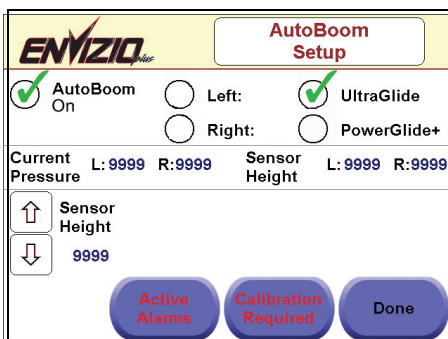 ENVIZIO plus
AutoBoom
Setup
AutoBoom
On
Left:
UltraGlide
Right:
PowerGlide+
Current
Pressure
L: 9999 R: 9999
Sensor
Height
L: 9999 R: 9999
Sensor
Height
9999
Active
Alarms
Calibration
Required
Done